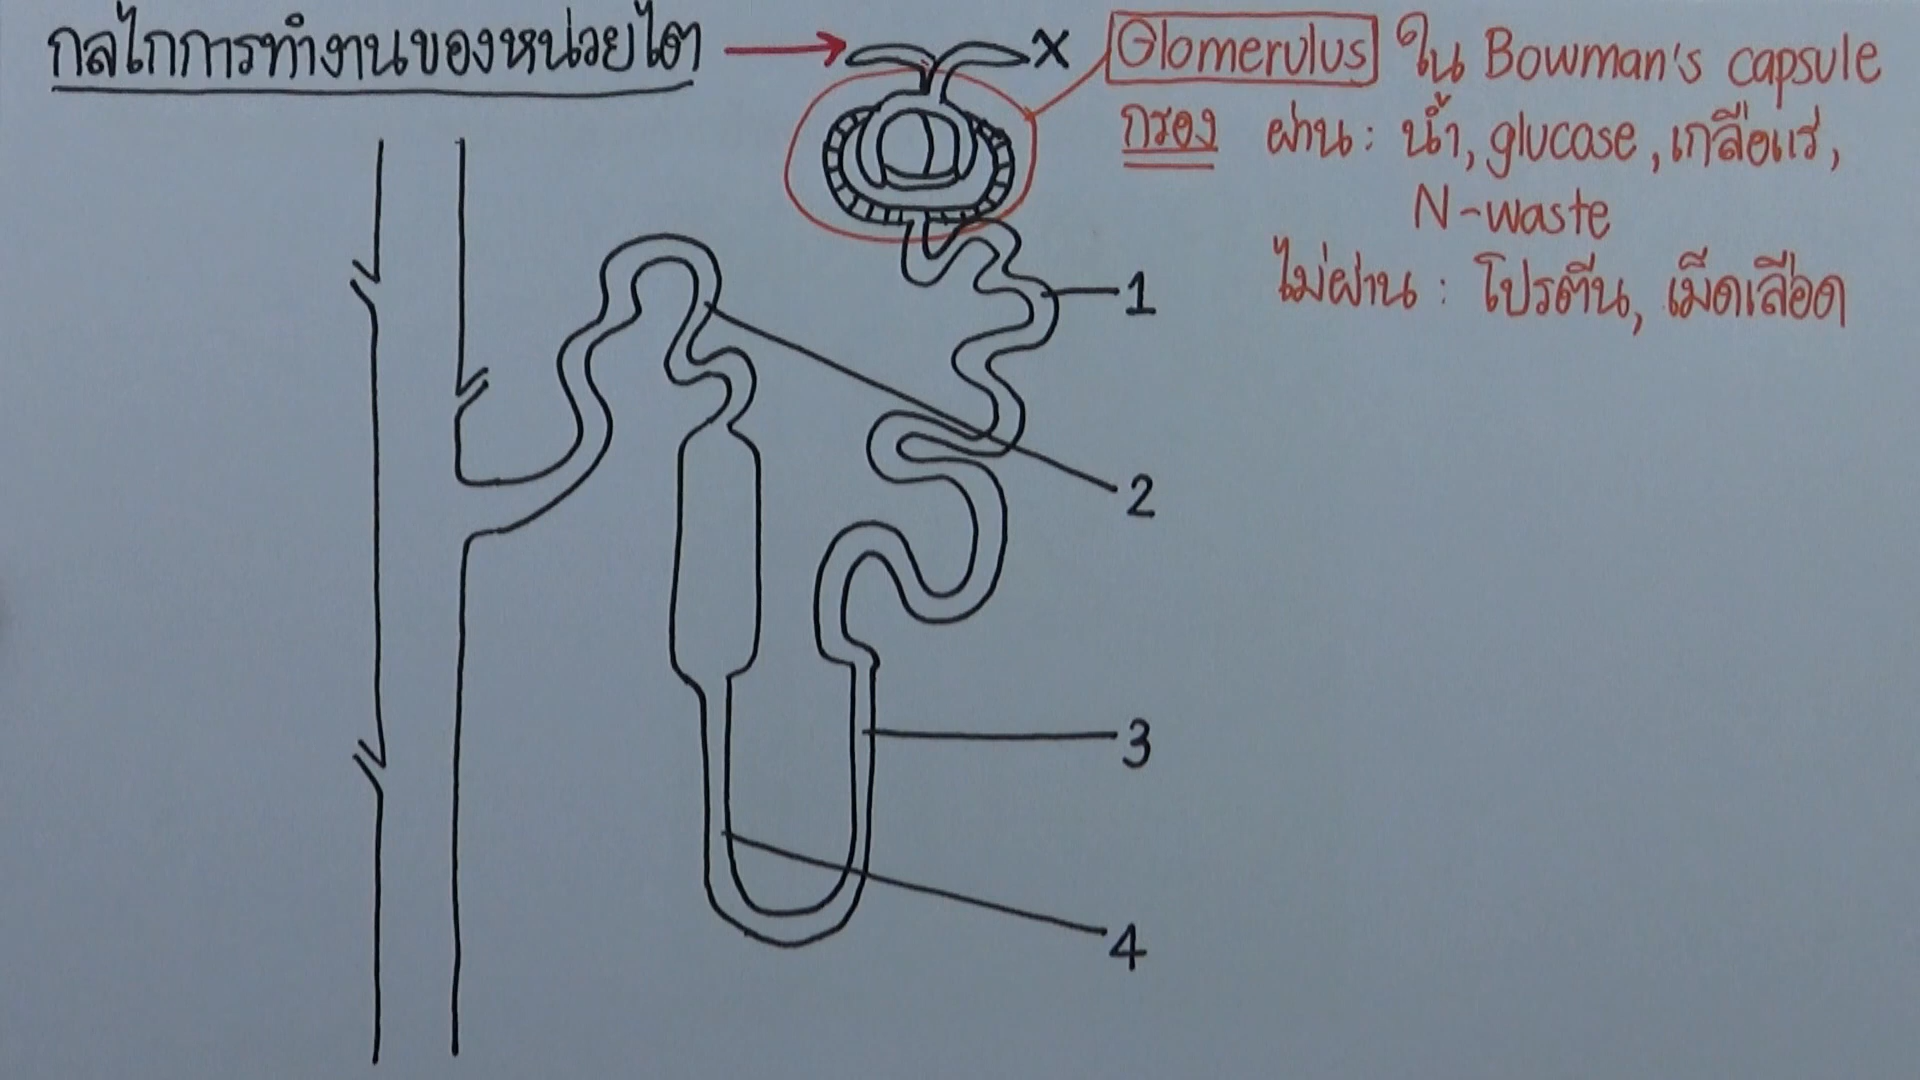 กลไกการทำงานของหน่วยไต
X
Glomerulus ใน Bowman's capsule
กรอง ผ่าน : น้ำ, glucose, เกลือแร่,
N-waste
ไม่ผ่าน : โปรตีน, เม็ดเลือด
1
2
3
4